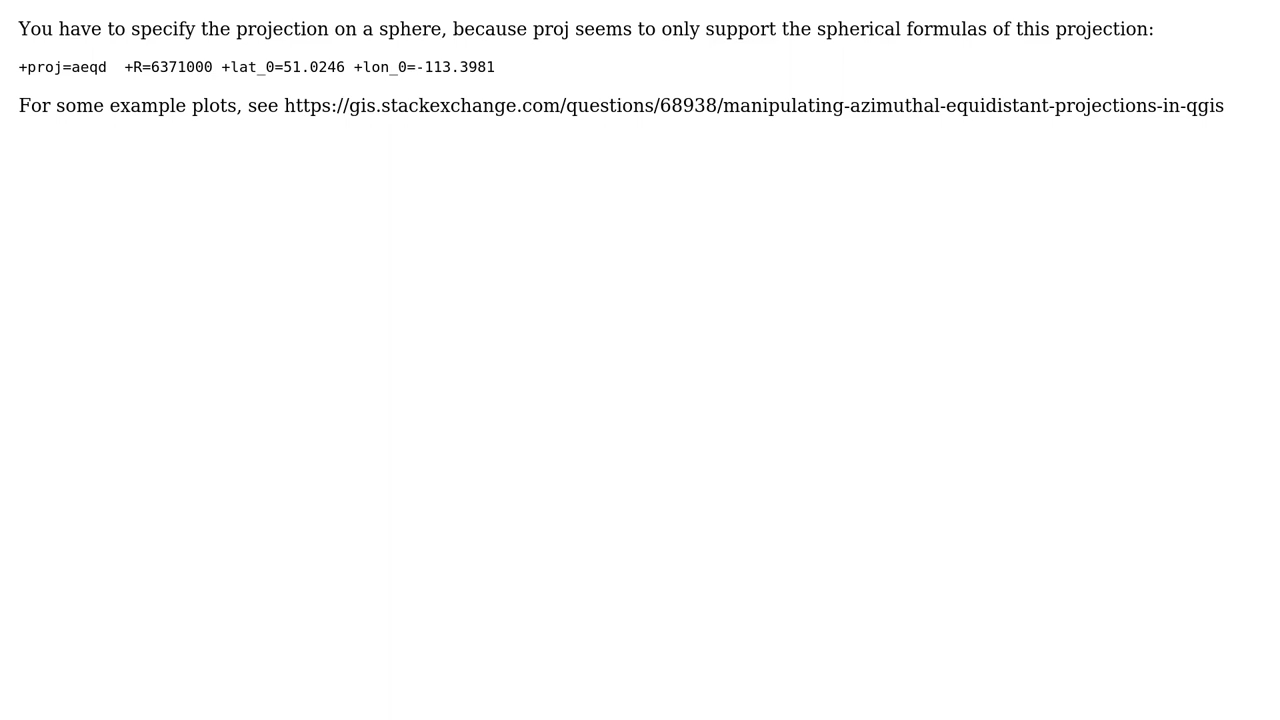 You have to specify the projection on a sphere, because proj seems to only support the spherical formulas of this projection:
+proj=aeqd  +R=6371000 +lat_0=51.0246 +lon_0=-113.3981
For some example plots, see https://gis.stackexchange.com/questions/68938/manipulating-azimuthal-equidistant-projections-in-qgis